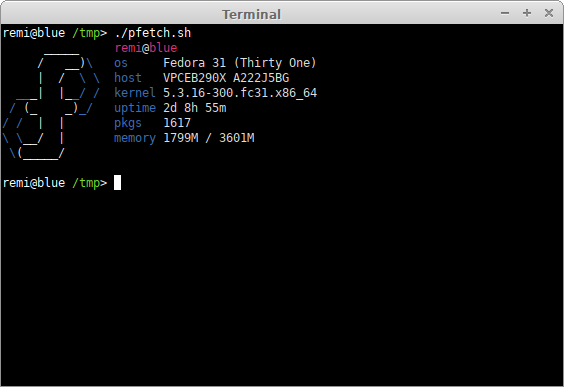 Terminal
remi@blue /tmp> ./pfetch.sh
remi@blue
os Fedora 31 (Thirty One)
host VPCEB290X A222J5BG
kernel 5.3.16-300.fc31.x86_64
uptime 2d 8h 55m
pkgs 1617
memory 1799M / 3601M
remi@blue /tmp>